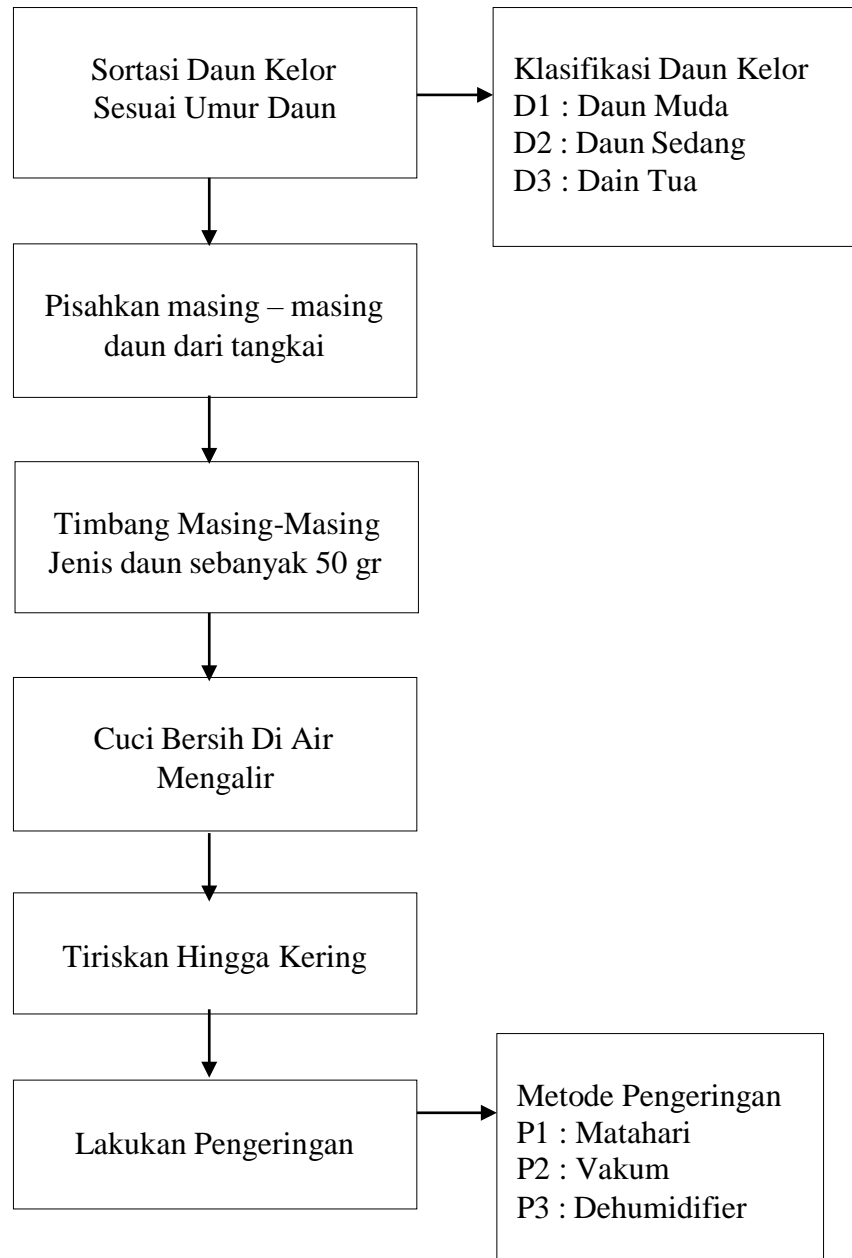 Sortasi Daun Kelor
Sesuai Umur Daun
Klasifikasi Daun Kelor
D1 : Daun Muda
D2 : Daun Sedang
D3 : Dain Tua
Pisahkan masing – masing
daun dari tangkai
Timbang Masing-Masing
Jenis daun sebanyak 50 gr
Cuci Bersih Di Air
Mengalir
Tiriskan Hingga Kering
Lakukan Pengeringan
Metode Pengeringan
P1 : Matahari
P2 : Vakum
P3 : Dehumidifier